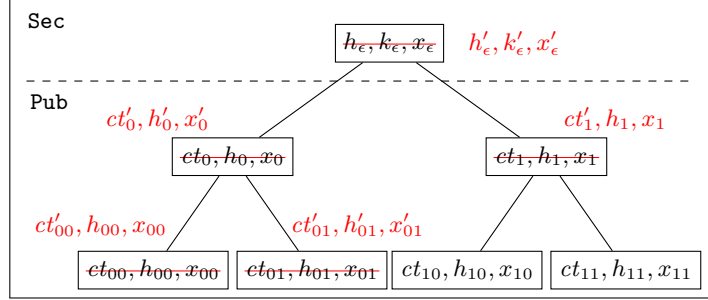 Sec
h_ϵ, k_ϵ, x_ϵ h'_ϵ, k'_ϵ, x'_ϵ
Pub
ct'_0, h'_0, x'_0 ct'_1, h_1, x_1
ct_0, h_0, x_0 ct_1, h_1, x_1
ct'_00, h_00, x_00 ct'_01, h'_01, x'_01
ct_00, h_00, x_00 ct_01, h_01, x_01 ct_10, h_10, x_10 ct_11, h_11, x_11